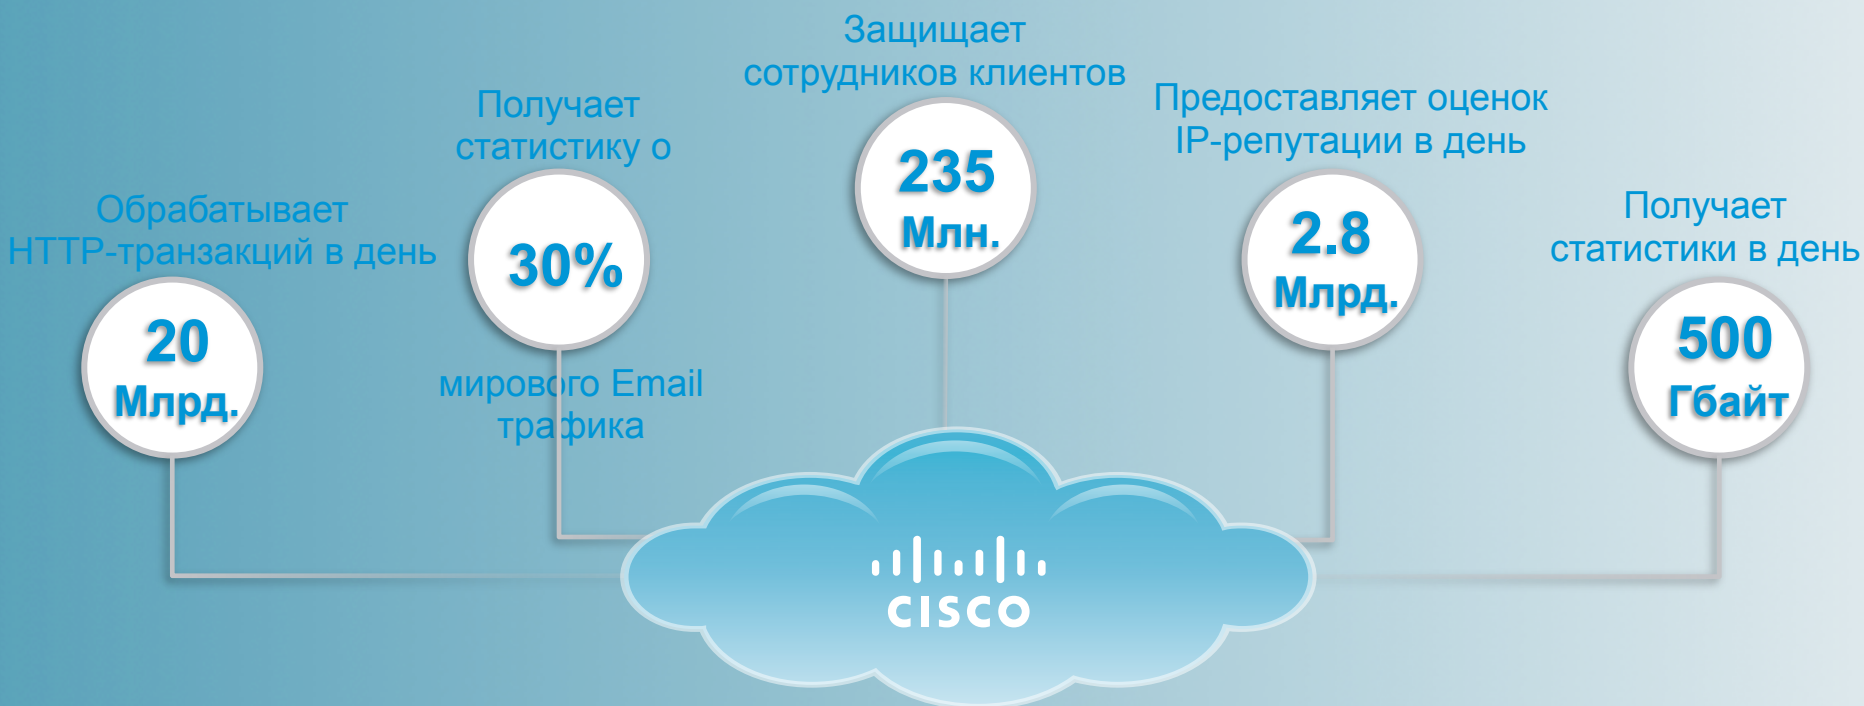 Обрабатывает
HTTP-транзакций в день
20
Млрд.
Получает
статистику о
30%
мирового Email
трафика
Защищает
сотрудников клиентов
235
Млн.
Предоставляет оценок
IP-репутации в день
2.8
Млрд.
Получает
статистики в день
500
Гбайт
CISCO